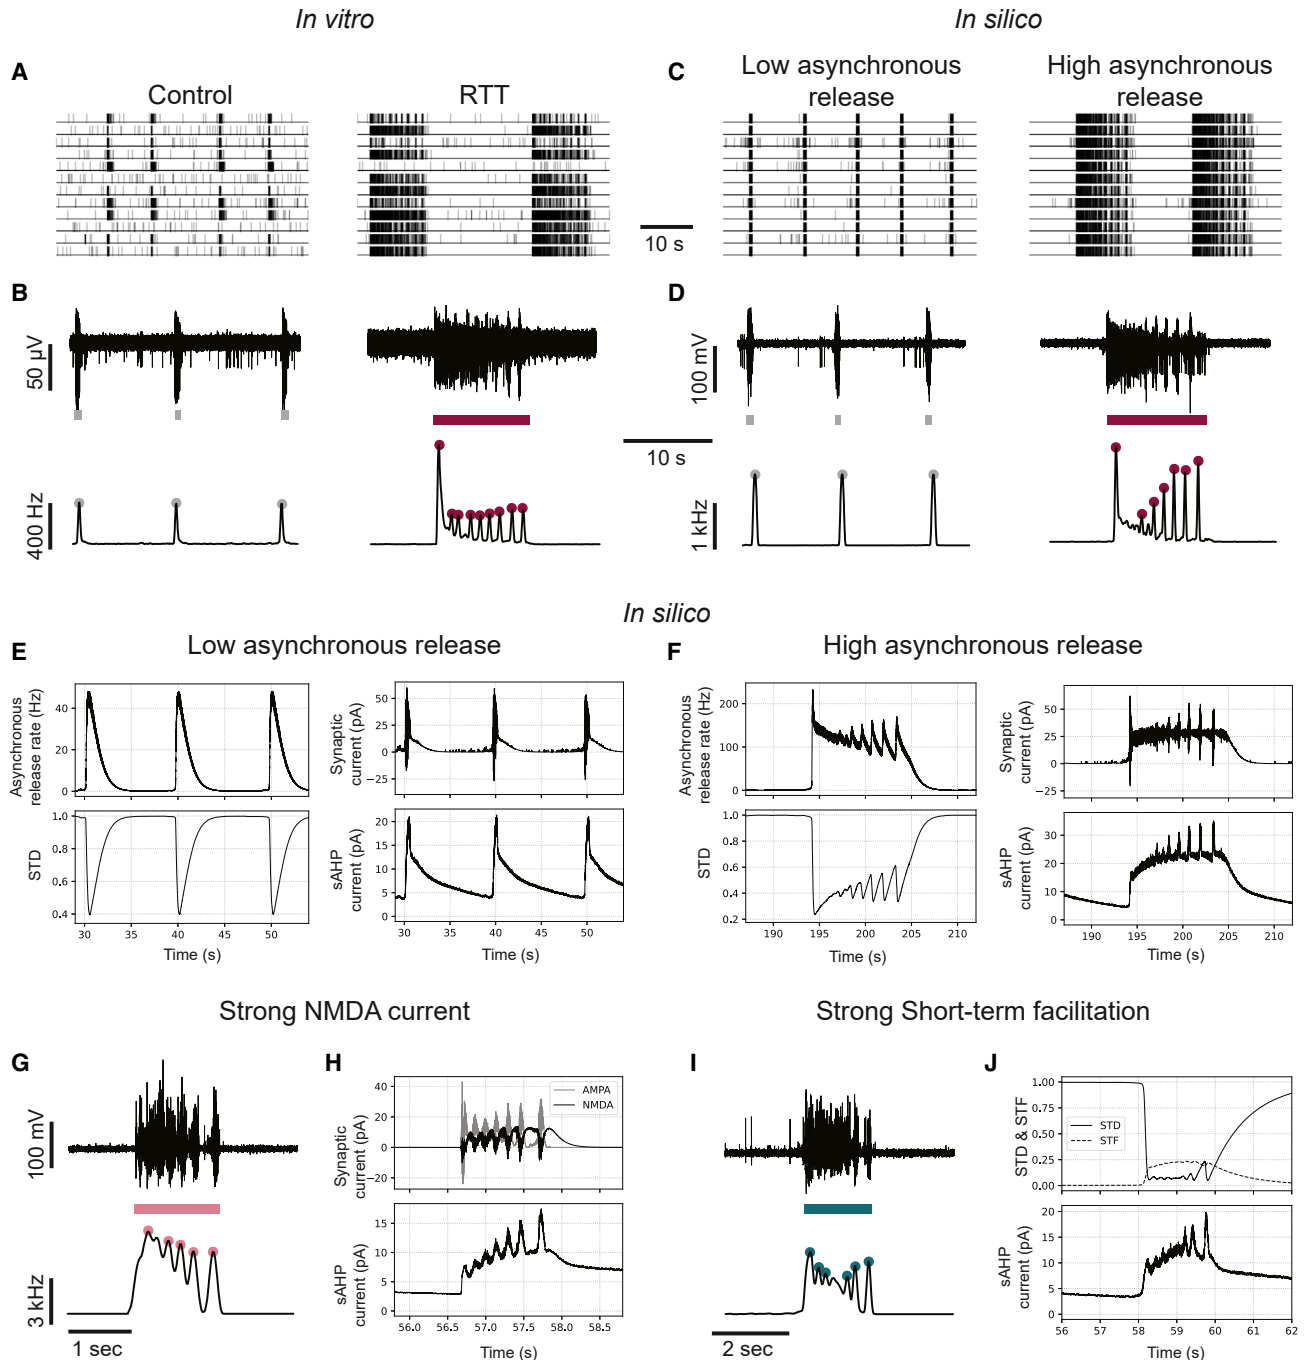 In vitro
In silico
A
Control
RTT
C
Low asynchronous
release
High asynchronous
release
10 s
B
50 µV
400 Hz
10 s
D
100 mV
1 kHz
In silico
E
Low asynchronous release
Asynchronous
release rate (Hz)
40
20
0
STD
1.0
0.8
0.6
0.4
30 35 40 45 50
Time (s)
Synaptic
current (pA)
50
25
0
−25
sAHP
current (pA)
20
15
10
5
0
30 35 40 45 50
Time (s)
F
High asynchronous release
Asynchronous
release rate (Hz)
200
100
0
STD
1.0
0.8
0.6
0.4
0.2
190 195 200 205 210
Time (s)
Synaptic
current (pA)
50
25
0
−25
sAHP
current (pA)
30
20
10
0
190 195 200 205 210
Time (s)
Strong NMDA current
G
100 mV
3 kHz
1 sec
H
Synaptic
current (pA)
40
20
0
−20
AMPA
NMDA
sAHP
current (pA)
15
10
5
0
56.0 56.5 57.0 57.5 58.0 58.5
Time (s)
Strong Short-term facilitation
I
2 sec
J
STD & STF
1.00
0.75
0.50
0.25
0.00
STD
STF
sAHP
current (pA)
20
15
10
5
0
56 57 58 59 60 61 62
Time (s)